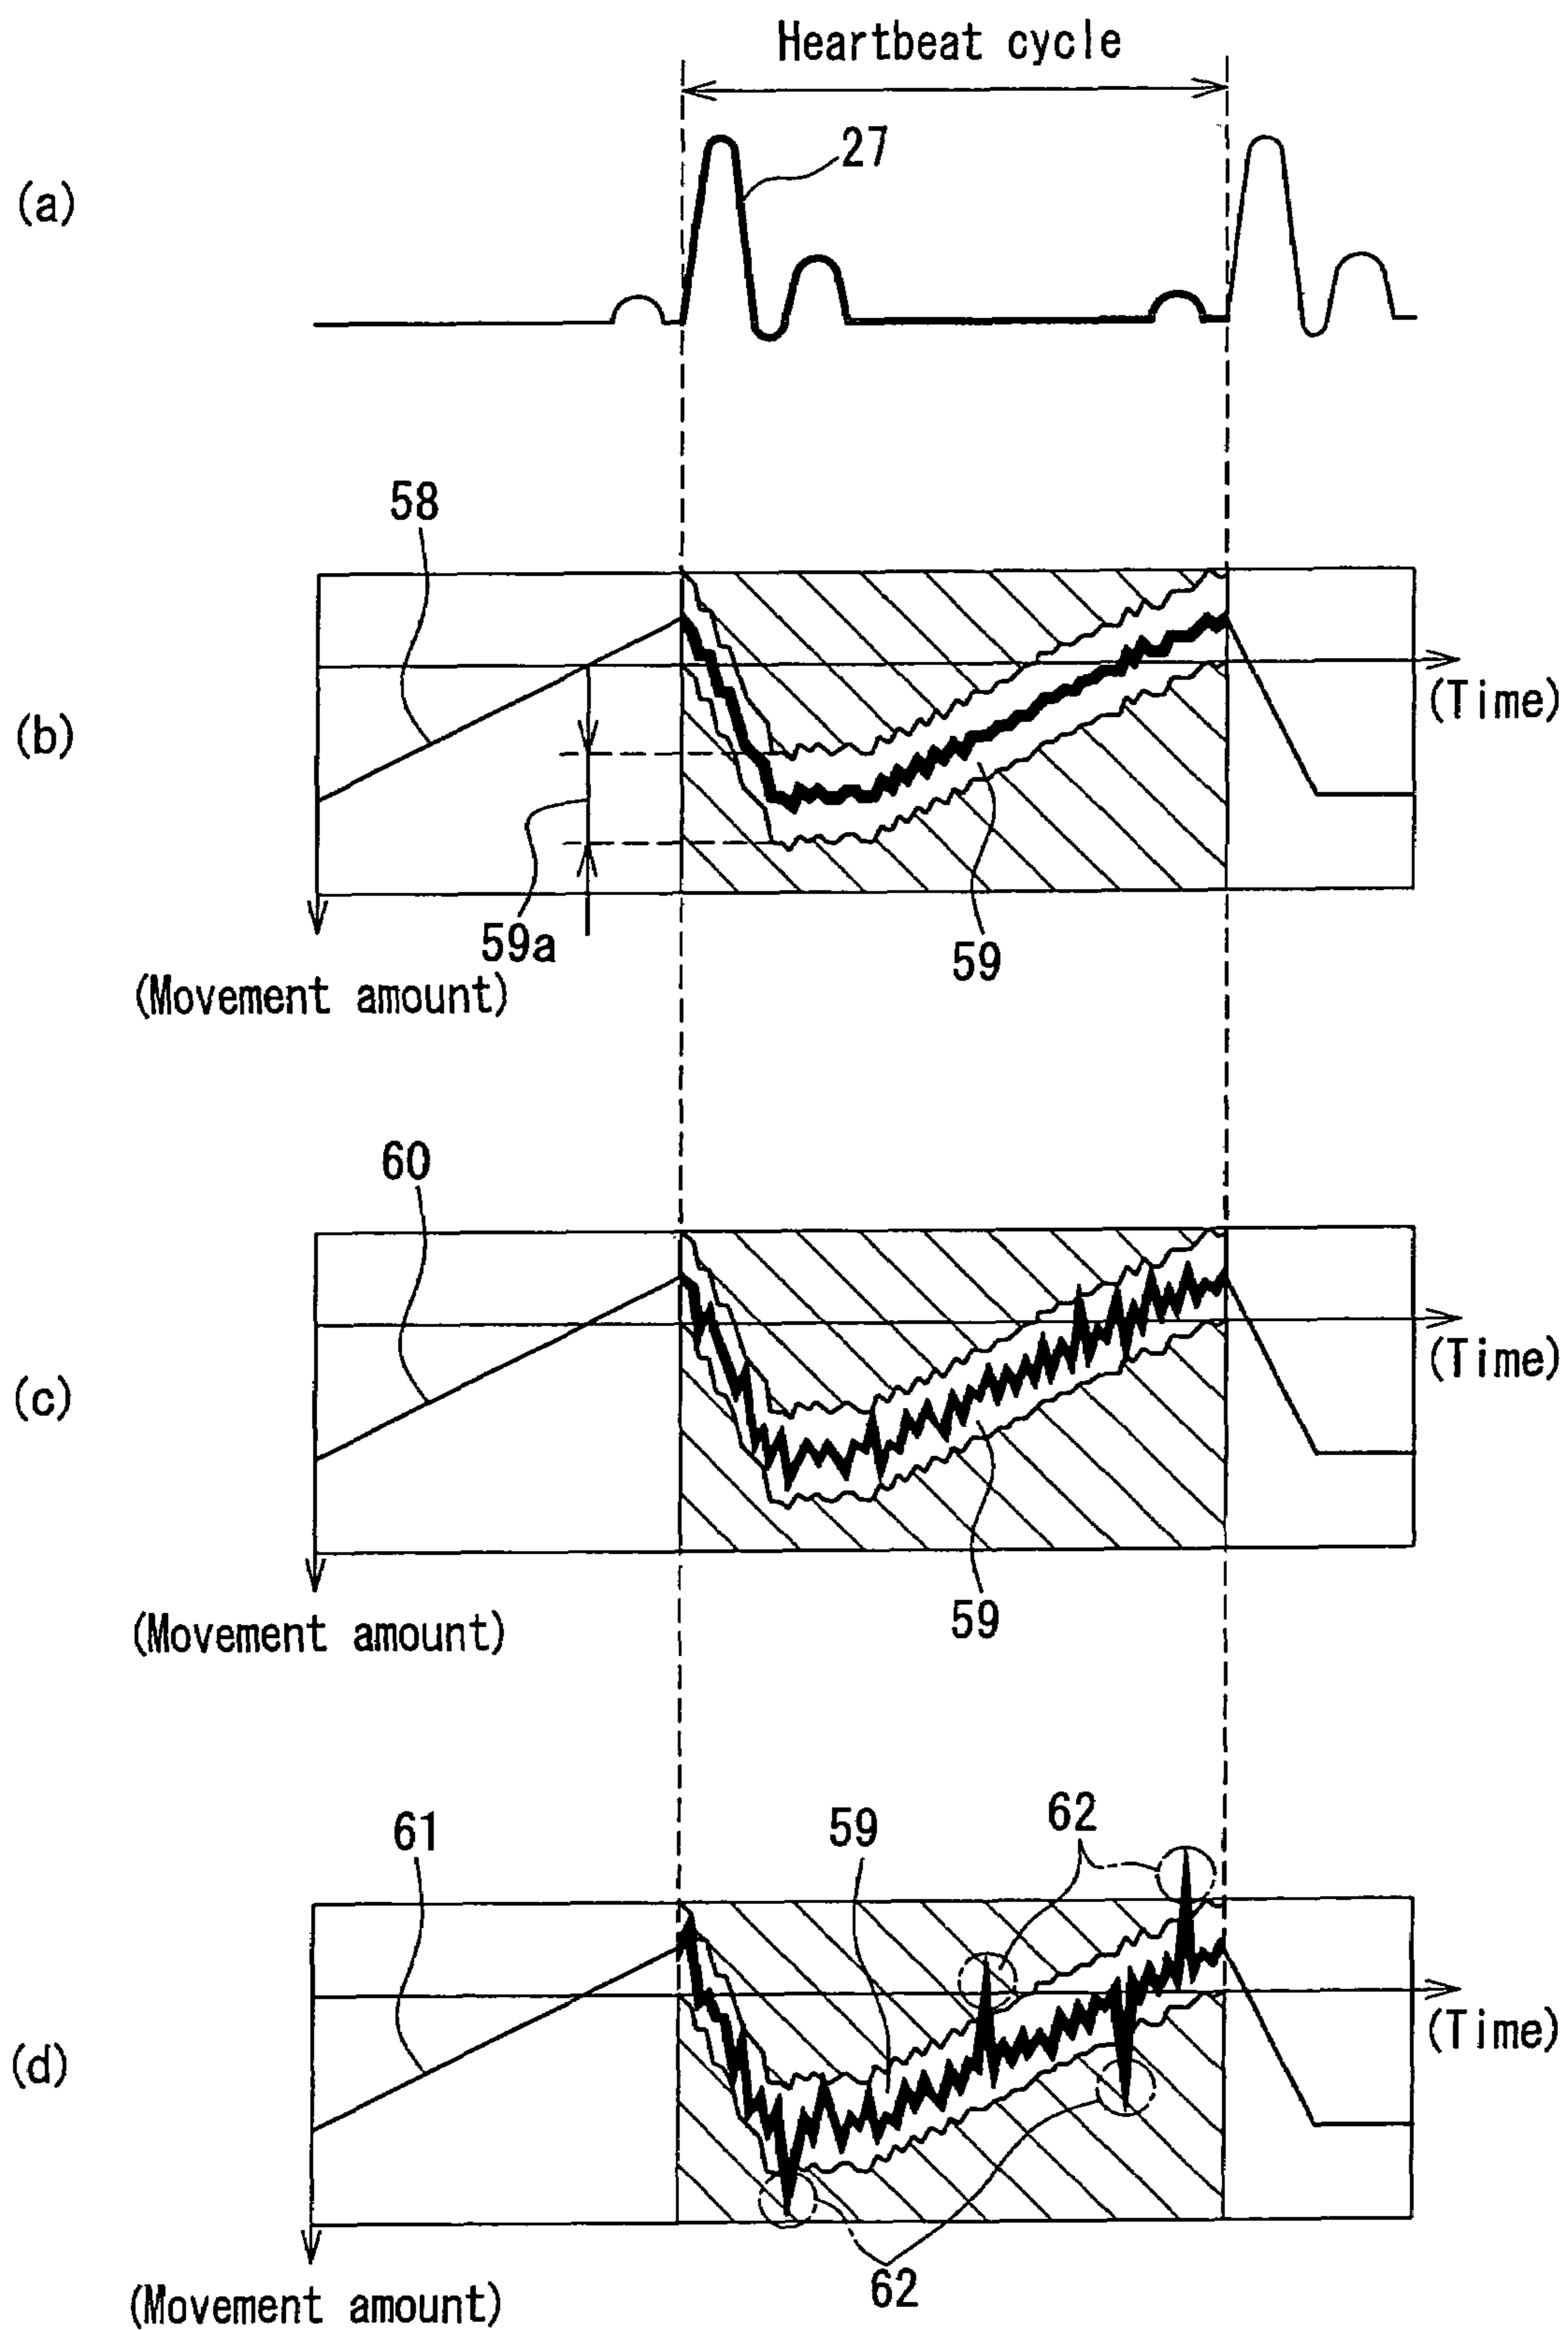 Heartbeat cycle
27
(a)
58
(Time)
(b)
59a
59
(Movement amount)
60
(Time)
(c)
59
(Movement amount)
62
61
59
(Time)
(d)
62
(Movement amount)